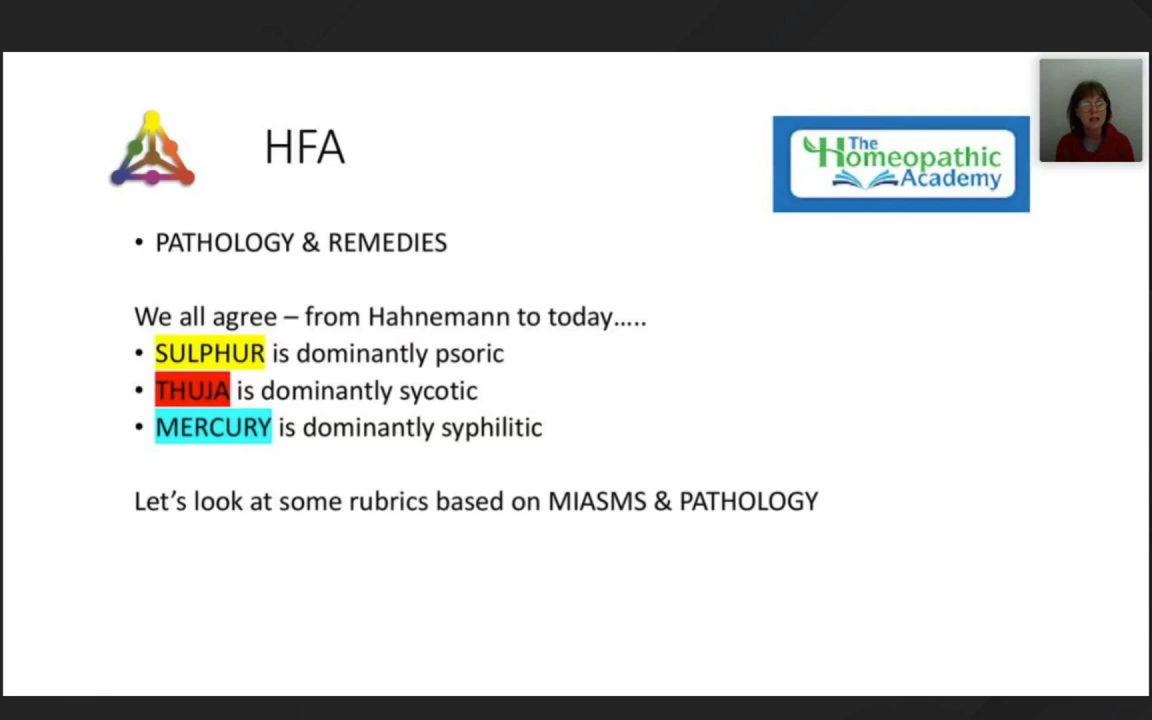 HFA
The
Homeopathic
Academy
• PATHOLOGY & REMEDIES
We all agree – from Hahnemann to today.....
• SULPHUR is dominantly psoric
• THUJA is dominantly sycotic
• MERCURY is dominantly syphilitic
Let's look at some rubrics based on MIASMS & PATHOLOGY